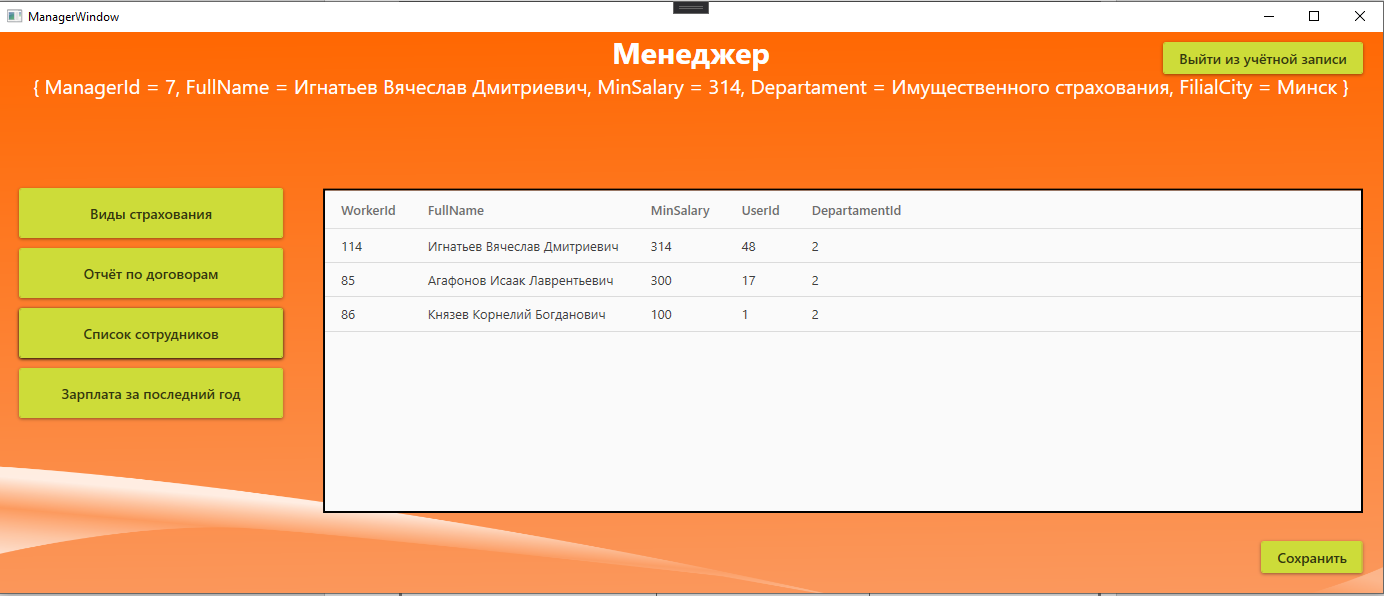 ManagerWindow
Менеджер
Выйти из учётной записи
{ ManagerId = 7, FullName = Игнатьев Вячеслав Дмитриевич, MinSalary = 314, Departament = Имущественного страхования, FilialCity = Минск }
Виды страхования
Отчёт по договорам
Список сотрудников
Зарплата за последний год
WorkerId FullName MinSalary UserId DepartamentId
114 Игнатьев Вячеслав Дмитриевич 314 48 2
85 Агафонов Исаак Лаврентьевич 300 17 2
86 Князев Корнелий Богданович 100 1 2
Сохранить